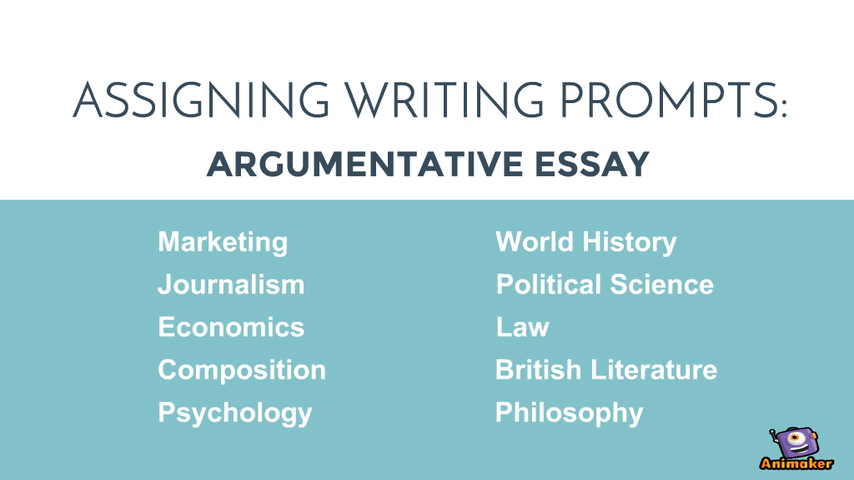 ASSIGNING WRITING PROMPTS:
ARGUMENTATIVE ESSAY
Marketing
Journalism
Economics
Composition
Psychology
World History
Political Science
Law
British Literature
Philosophy
Animaker